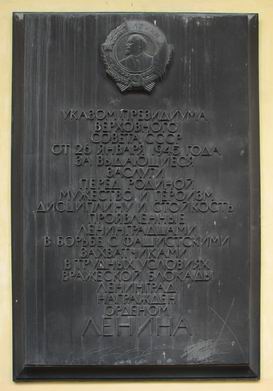 УКАЗОМ ПРЕЗИДИУМА
ВЕРХОВНОГО
СОВЕТА СССР
ОТ 26 ЯНВАРЯ 1945 ГОДА
ЗА ВЫДАЮЩИЕСЯ
ЗАСЛУГИ
ПЕРЕД РОДИНОЙ,
МУЖЕСТВО И ГЕРОИЗМ
ДИСЦИПЛИНУ И СТОЙКОСТЬ
ПРОЯВЛЕННЫЕ
ЛЕНИНГРАДЦАМИ
В БОРЬБЕ С ФАШИСТСКИМИ
ЗАХВАТЧИКАМИ
В ТРУДНЫХ УСЛОВИЯХ
ВРАЖЕСКОЙ БЛОКАДЫ
ЛЕНИНГРАД
НАГРАЖДЕН
ОРДЕНОМ
ЛЕНИНА